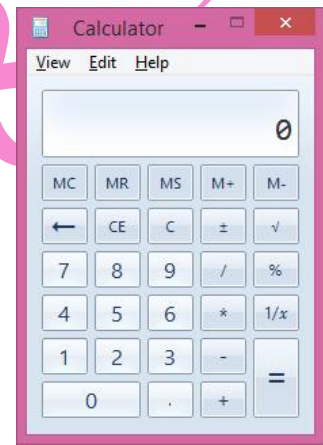 Calculator
View Edit Help
0
MC MR MS M+ M-
← CE C ± √
7 8 9 / %
4 5 6 * 1/x
1 2 3 - =
0 . +